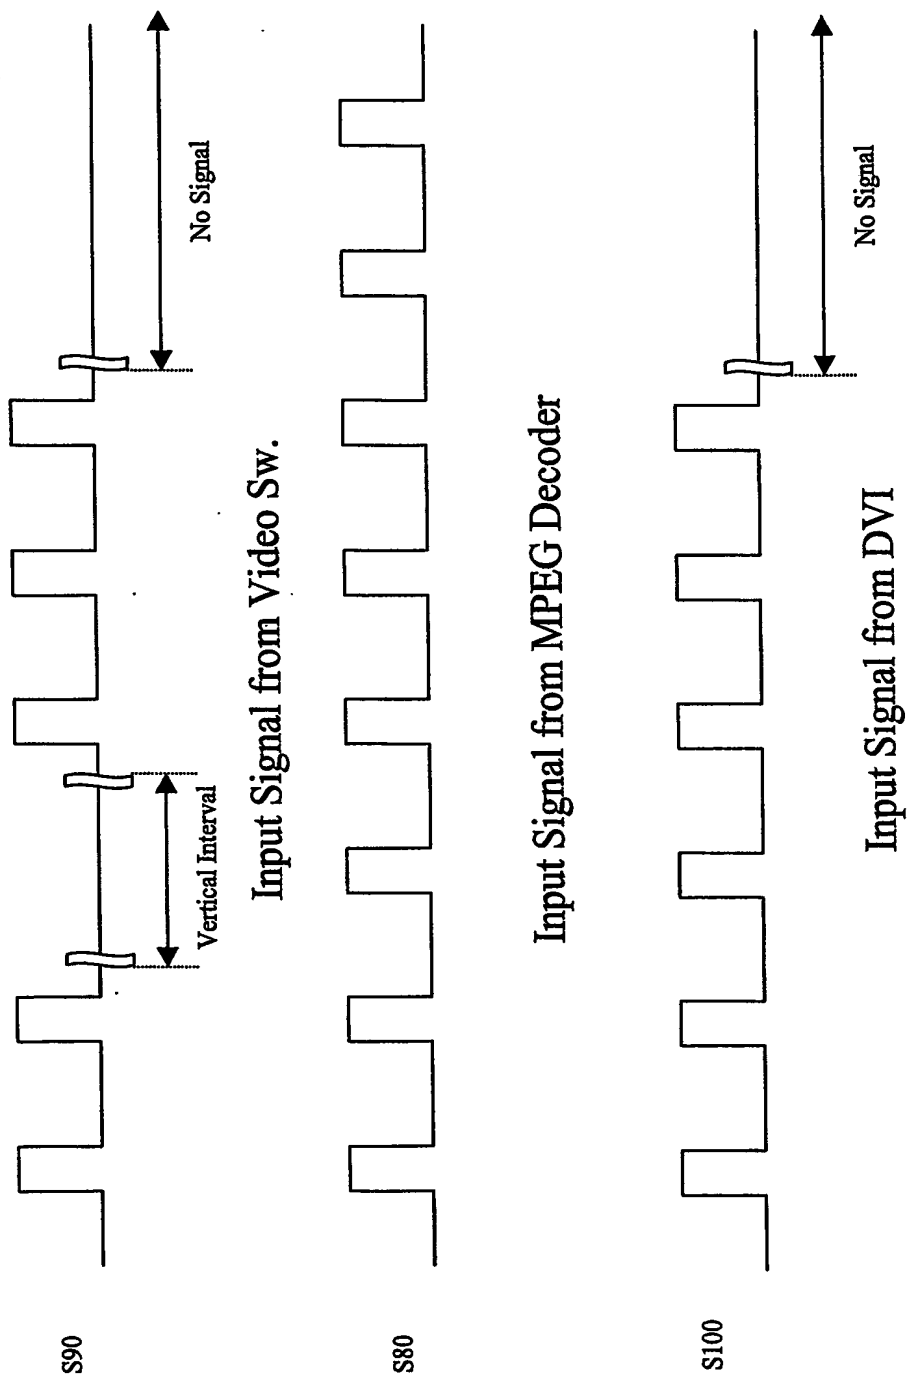 S90
Vertical Interval
No Signal
Input Signal from Video Sw.
S80
Input Signal from MPEG Decoder
S100
No Signal
Input Signal from DVI